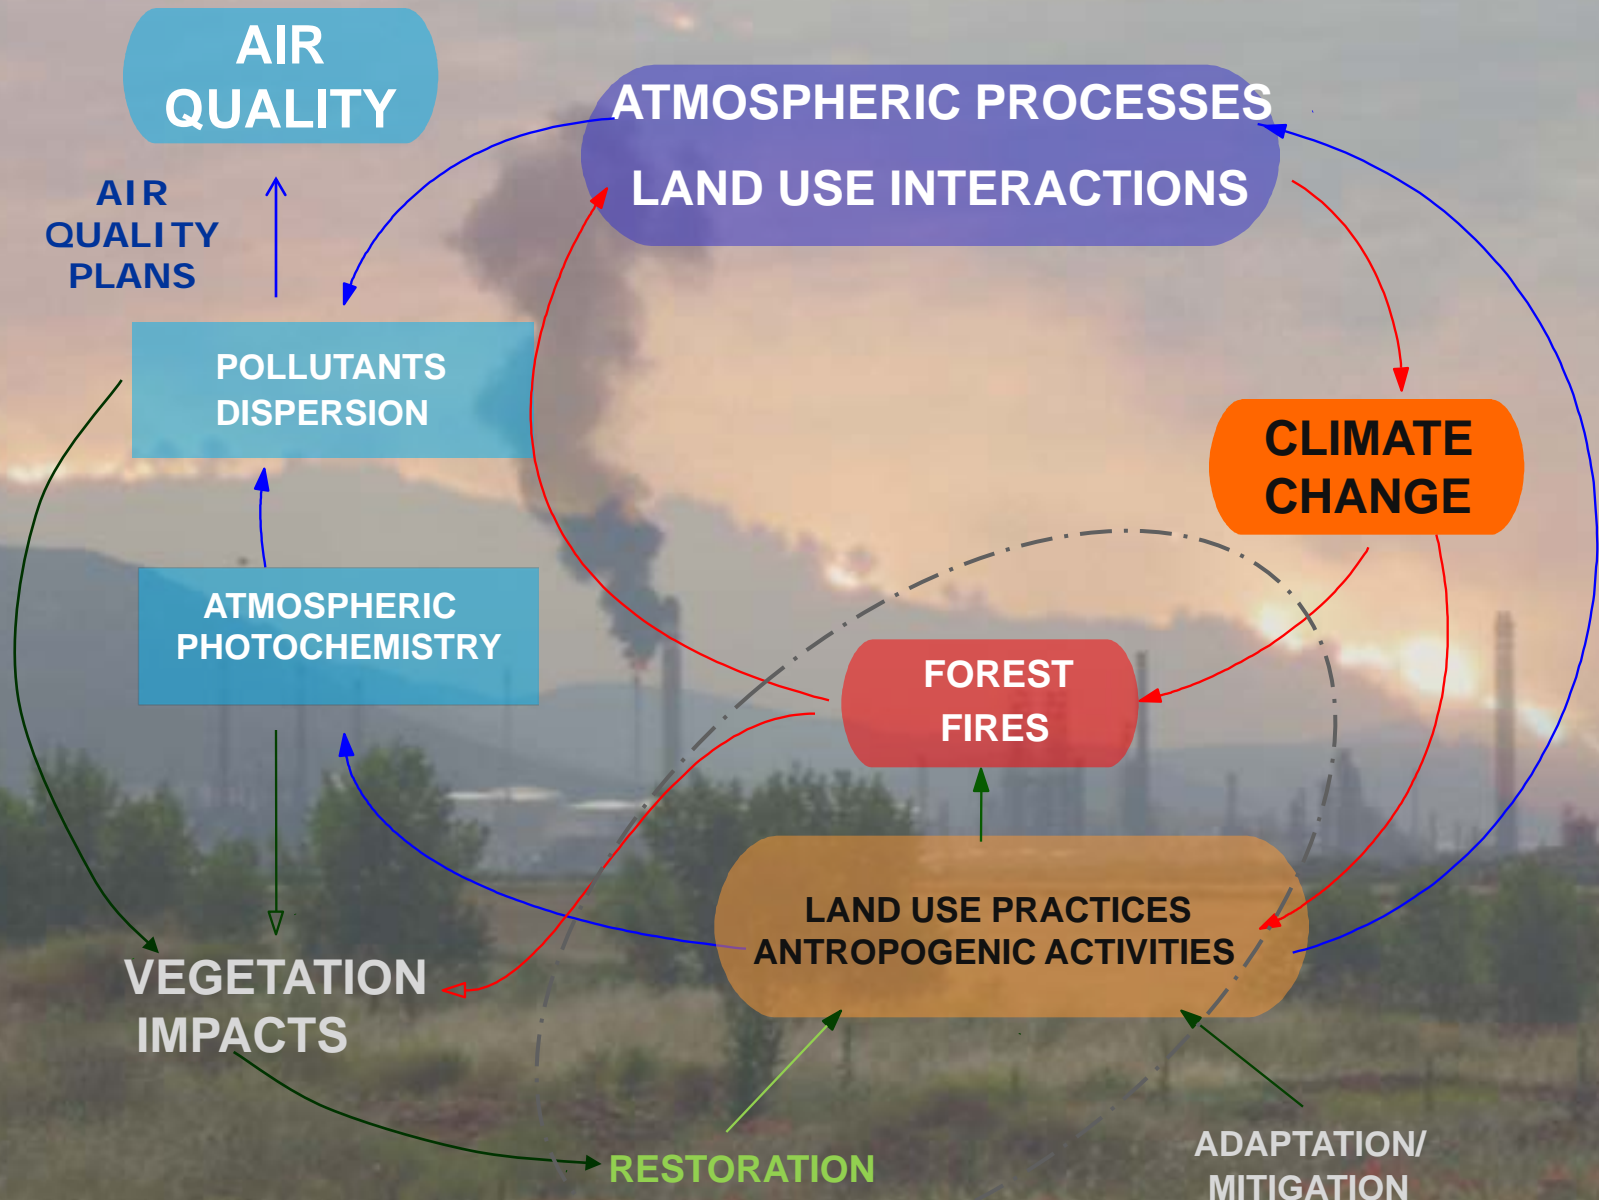 AIR
QUALITY
ATMOSPHERIC PROCESSES
LAND USE INTERACTIONS
AIR
QUALITY
PLANS
POLLUTANTS
DISPERSION
CLIMATE
CHANGE
ATMOSPHERIC
PHOTOCHEMISTRY
FOREST
FIRES
LAND USE PRACTICES
ANTROPOGENIC ACTIVITIES
VEGETATION
IMPACTS
RESTORATION
ADAPTATION/
MITIGATION